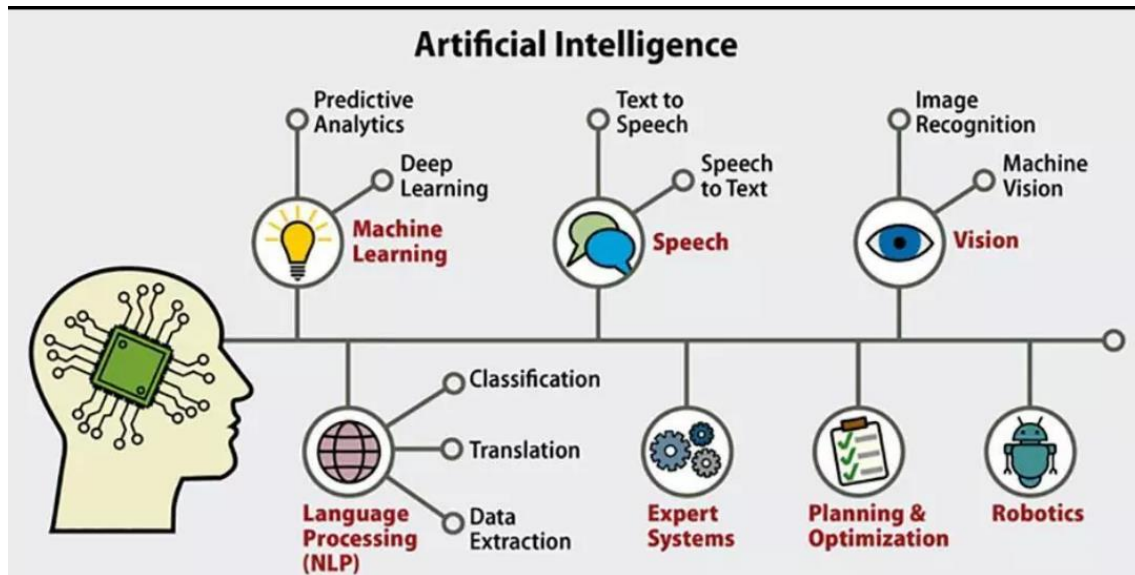 Artificial Intelligence
Predictive
Analytics
Deep
Learning
Machine
Learning
Text to
Speech
Speech
to Text
Speech
Image
Recognition
Machine
Vision
Vision
Classification
Translation
Data
Extraction
Language
Processing
(NLP)
Expert
Systems
Planning &
Optimization
Robotics